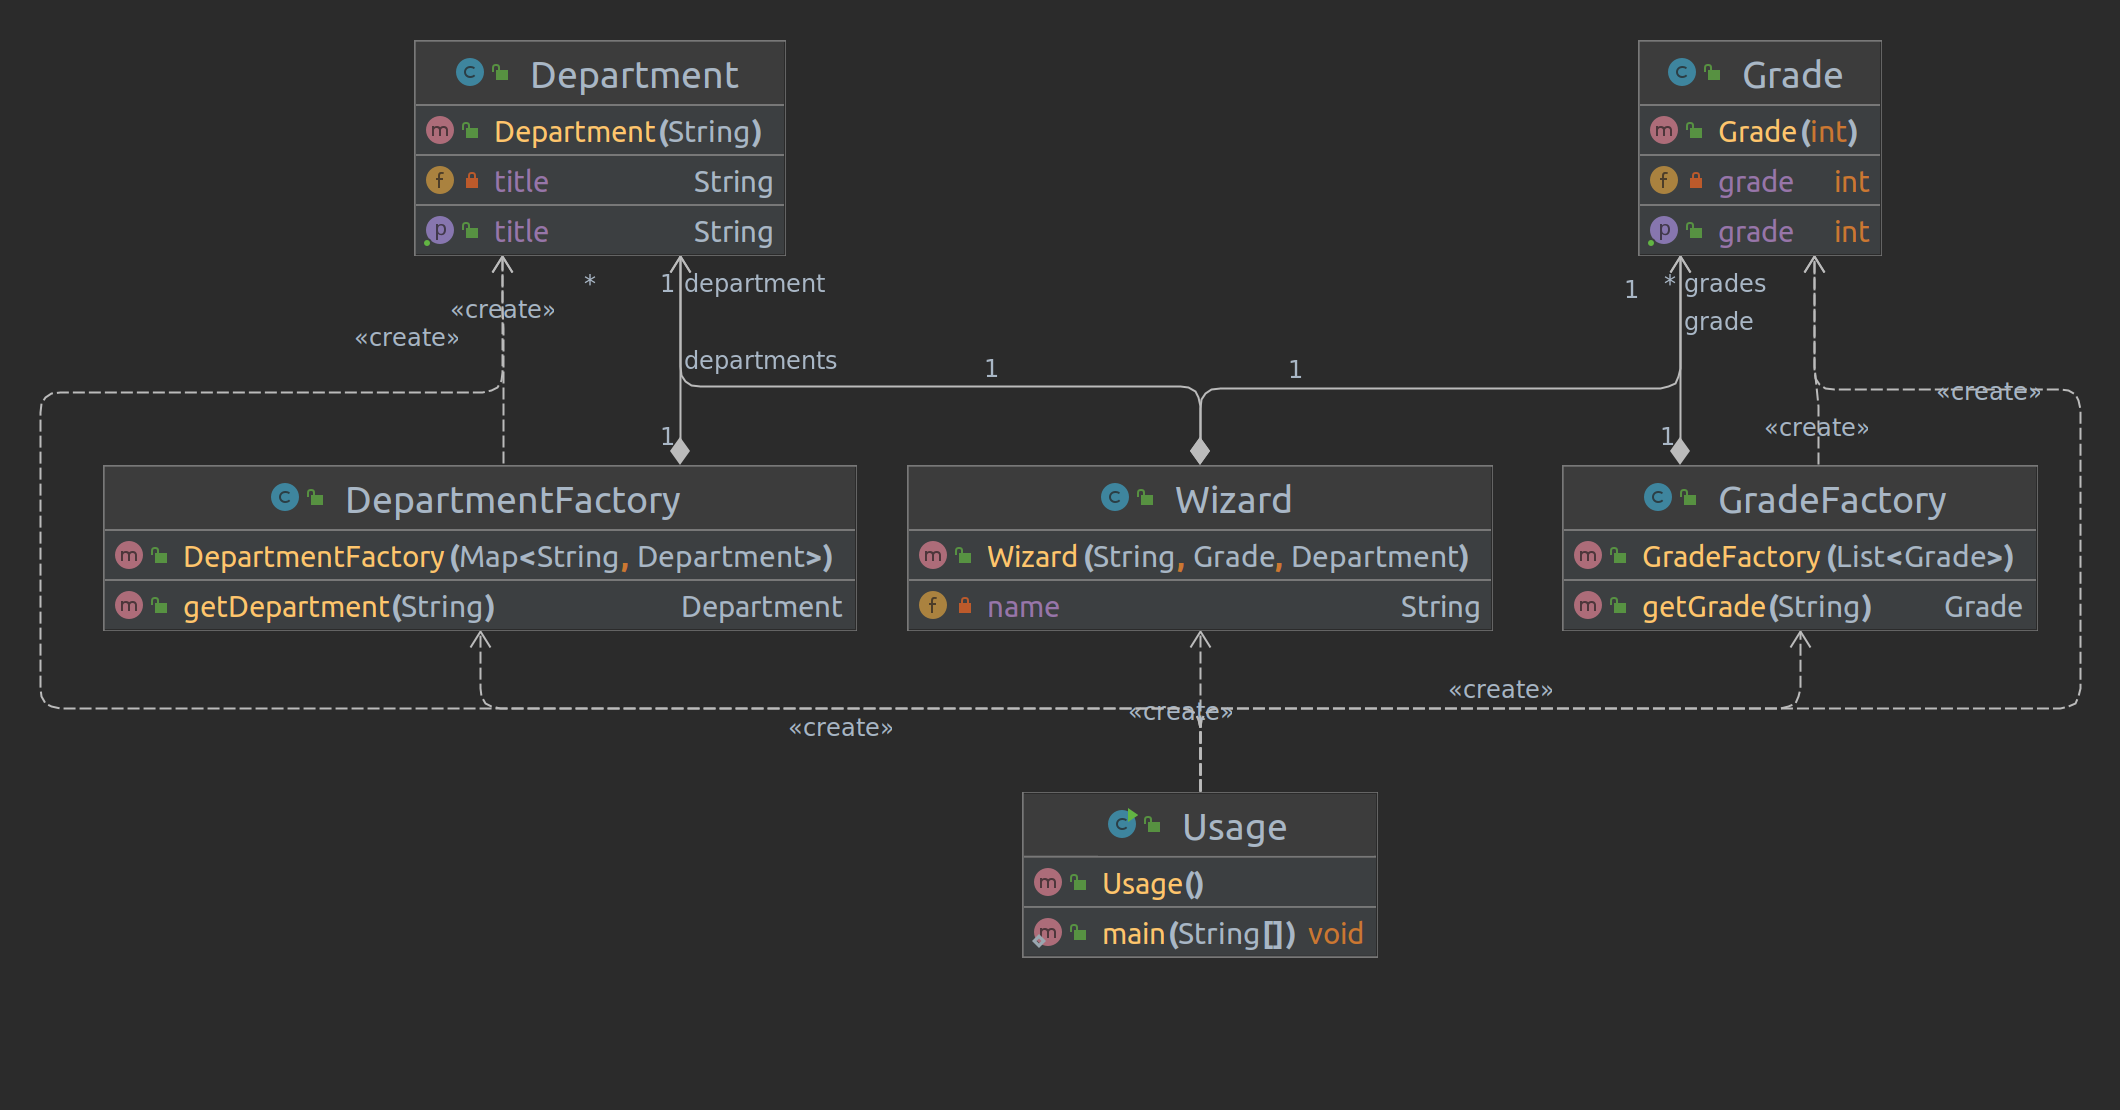 Department
Department(String)
title String
title String
Grade
Grade(int)
grade int
grade int
* 1 department
«create»
«create»
departments
1
1
1 * grades
grade
«create»
«create»
1
1
DepartmentFactory
DepartmentFactory(Map<String, Department>)
getDepartment(String) Department
Wizard
Wizard(String, Grade, Department)
name String
GradeFactory
GradeFactory(List<Grade>)
getGrade(String) Grade
«create»
«create»
«create»
Usage
Usage()
main(String[]) void